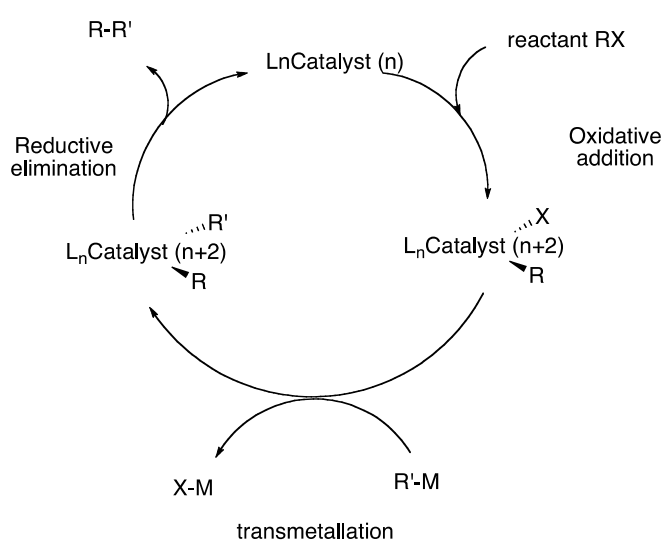 R-R'
LnCatalyst (n)
reactant RX
Reductive
elimination
Oxidative
addition
R'
LnCatalyst (n+2)
R
X
LnCatalyst (n+2)
R
X-M
R'-M
transmetallation